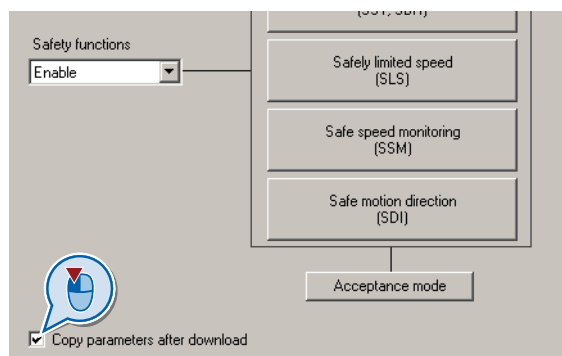 Safety functions
Enable
Safely limited speed
(SLS)
Safe speed monitoring
(SSM)
Safe motion direction
(SDI)
Acceptance mode
Copy parameters after download